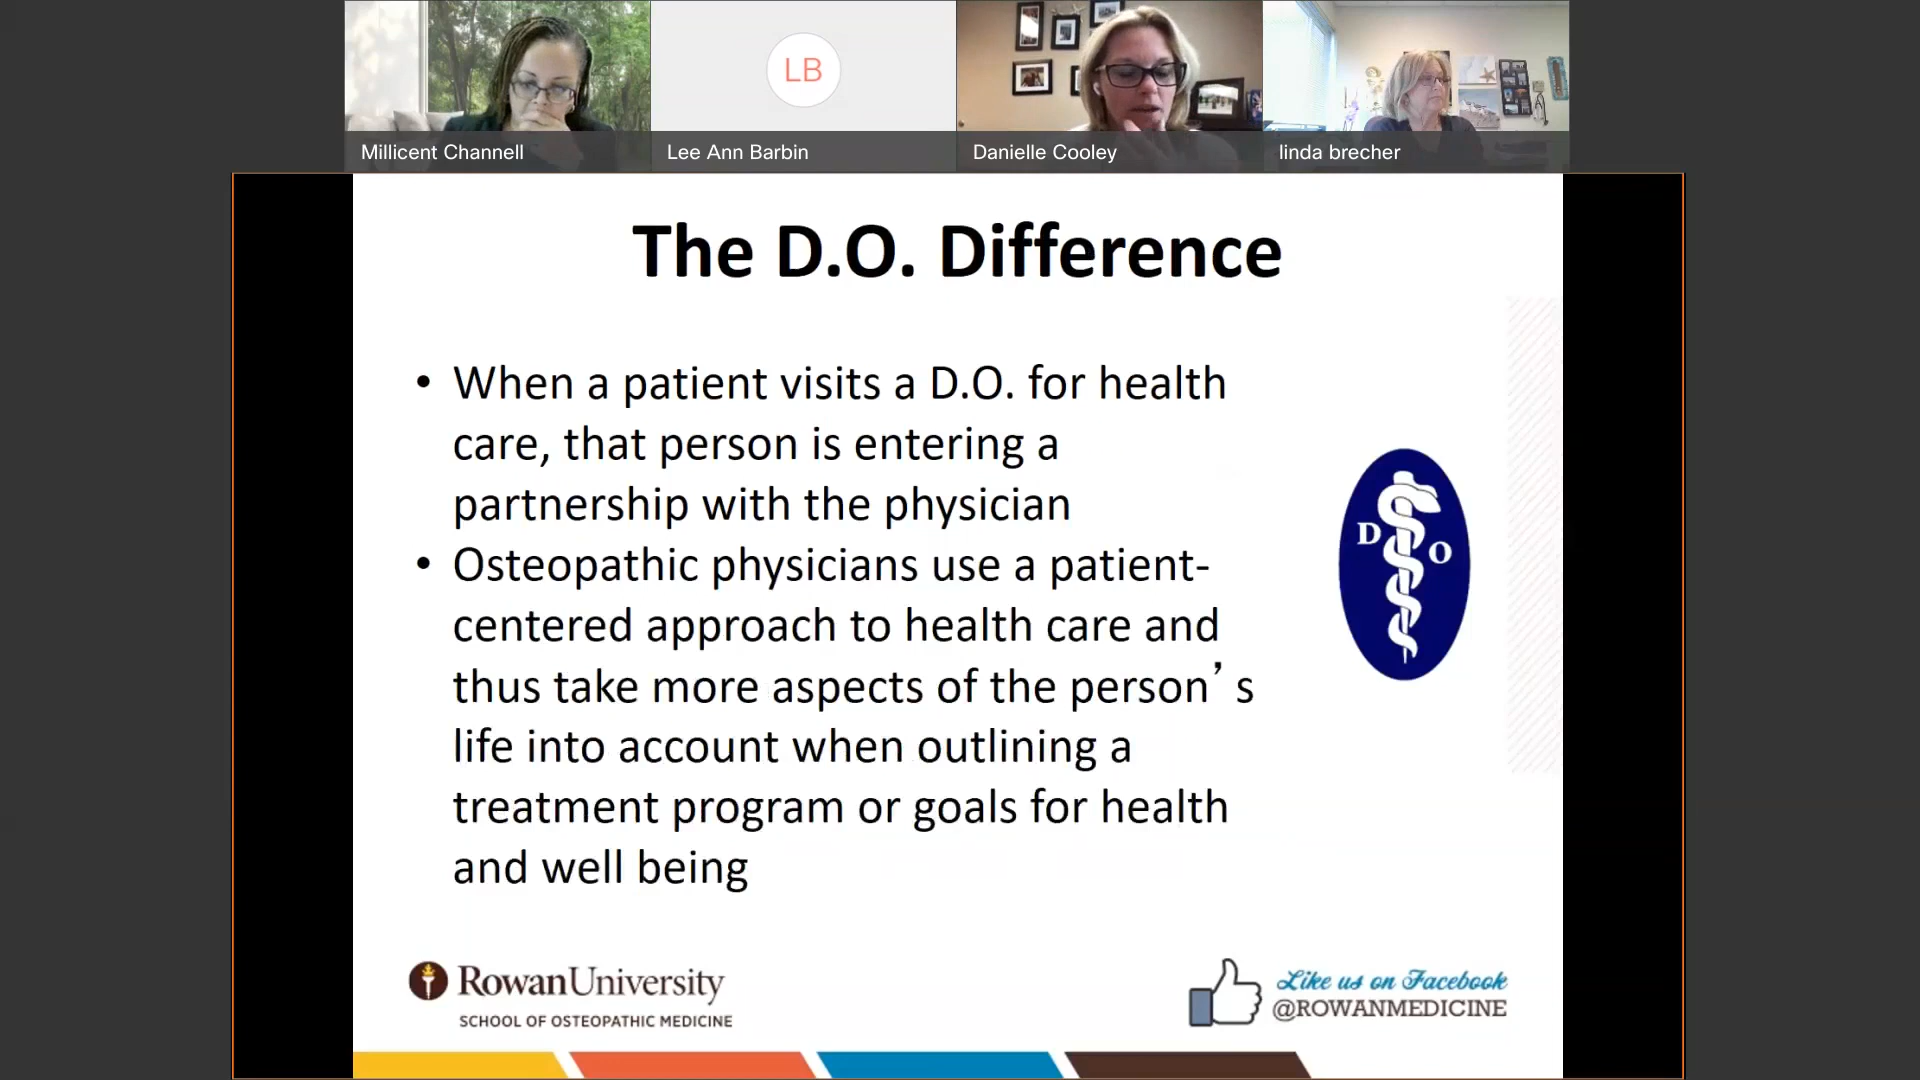 LB
Millicent Channell
Lee Ann Barbin
Danielle Cooley
linda brecher
The D.O. Difference
• When a patient visits a D.O. for health
care, that person is entering a
partnership with the physician
• Osteopathic physicians use a patient-
centered approach to health care and
thus take more aspects of the person’ s
life into account when outlining a
treatment program or goals for health
and well being
D O
Rowan University
SCHOOL OF OSTEOPATHIC MEDICINE
Like us on Facebook
@ROWANMEDICINE